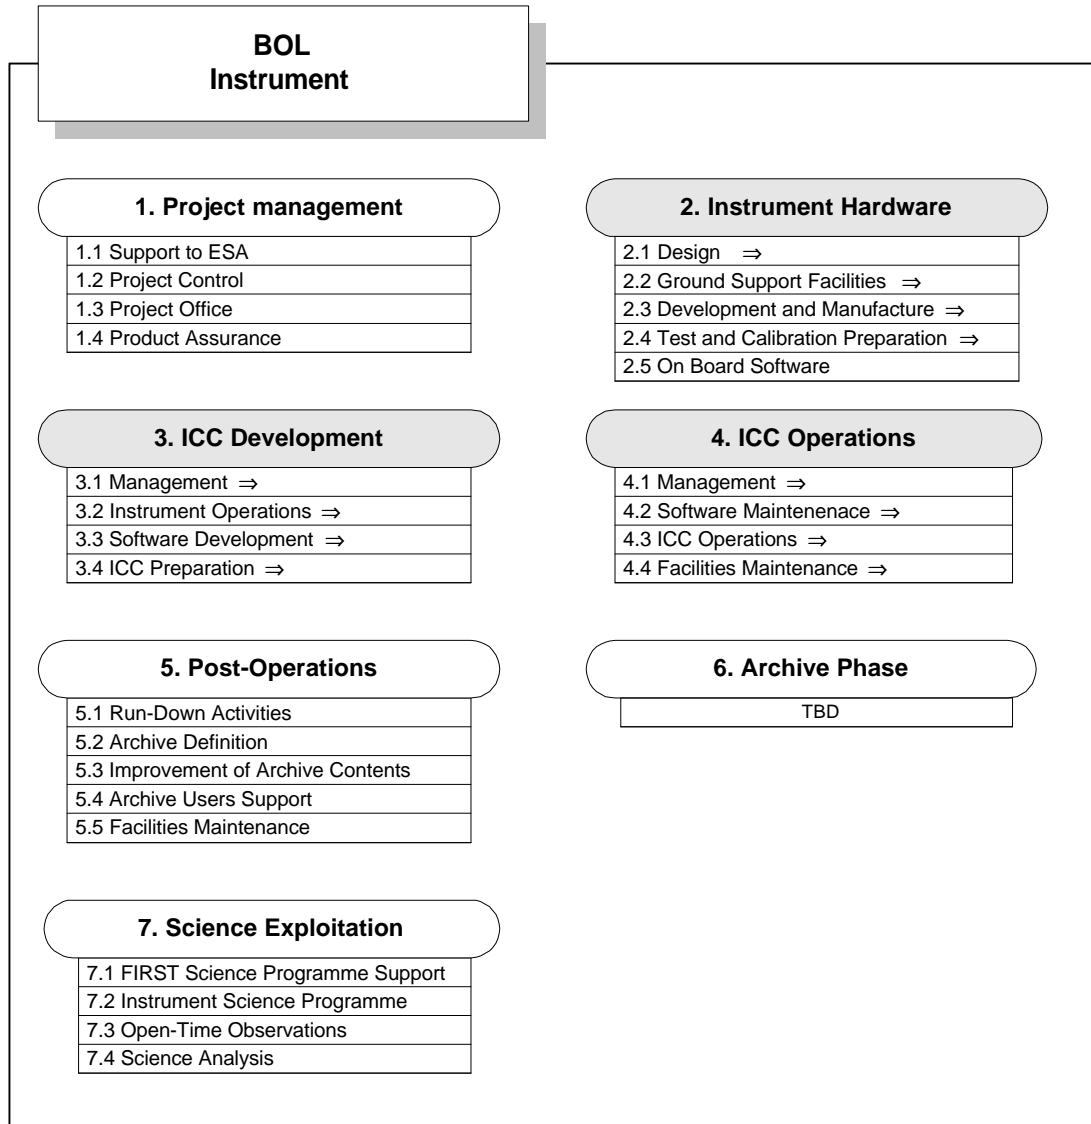 BOL
Instrument
1. Project management
1.1 Support to ESA
1.2 Project Control
1.3 Project Office
1.4 Product Assurance
2. Instrument Hardware
2.1 Design ⇒
2.2 Ground Support Facilities ⇒
2.3 Development and Manufacture ⇒
2.4 Test and Calibration Preparation ⇒
2.5 On Board Software
3. ICC Development
3.1 Management ⇒
3.2 Instrument Operations ⇒
3.3 Software Development ⇒
3.4 ICC Preparation ⇒
4. ICC Operations
4.1 Management ⇒
4.2 Software Maintenenace ⇒
4.3 ICC Operations ⇒
4.4 Facilities Maintenance ⇒
5. Post-Operations
5.1 Run-Down Activities
5.2 Archive Definition
5.3 Improvement of Archive Contents
5.4 Archive Users Support
5.5 Facilities Maintenance
6. Archive Phase
TBD
7. Science Exploitation
7.1 FIRST Science Programme Support
7.2 Instrument Science Programme
7.3 Open-Time Observations
7.4 Science Analysis